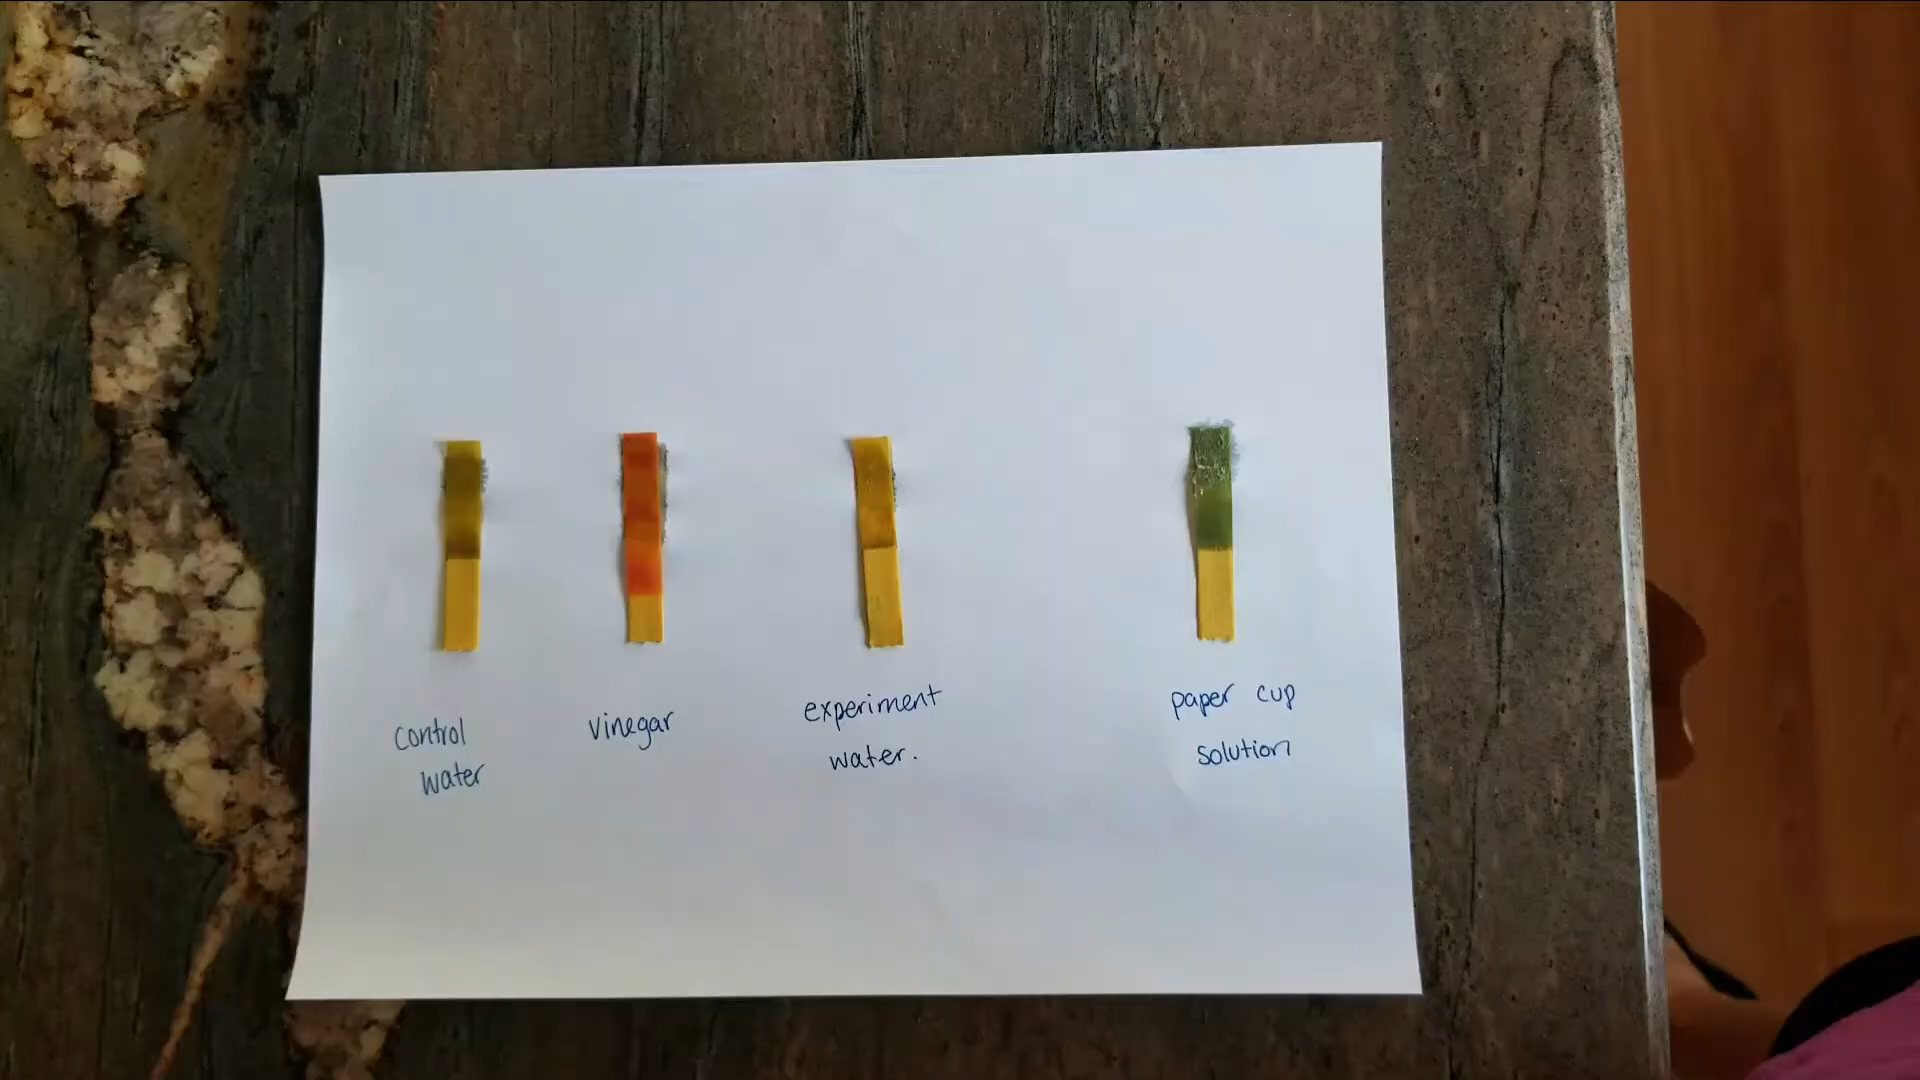 control
water
vinegar
experiment
water.
paper cup
solution